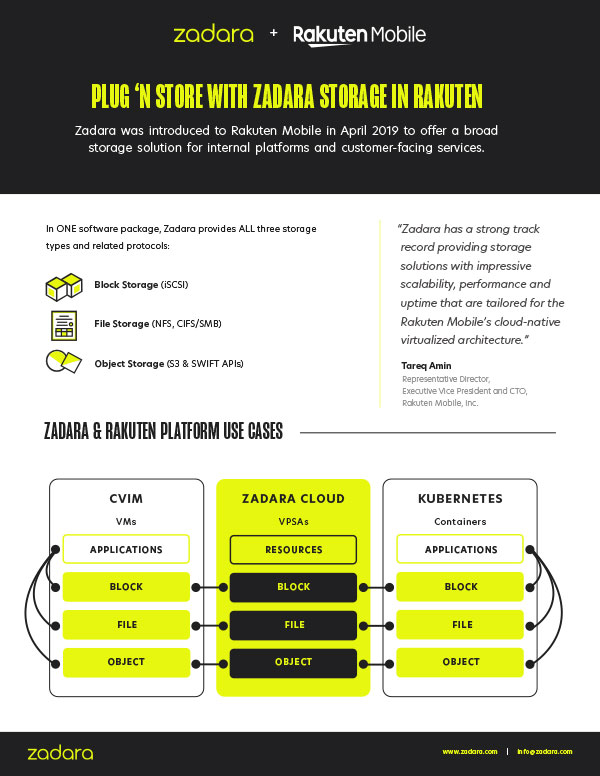 zadara + Rakuten Mobile
PLUG ‘N STORE WITH ZADARA STORAGE IN RAKUTEN
Zadara was introduced to Rakuten Mobile in April 2019 to offer a broad
storage solution for internal platforms and customer-facing services.
In ONE software package, Zadara provides ALL three storage
types and related protocols:
Block Storage (iSCSI)
File Storage (NFS, CIFS/SMB)
Object Storage (S3 & SWIFT APIs)
"Zadara has a strong track
record providing storage
solutions with impressive
scalability, performance and
uptime that are tailored for the
Rakuten Mobile's cloud-native
virtualized architecture."
Tareq Amin
Representative Director,
Executive Vice President and CTO,
Rakuten Mobile, Inc.
ZADARA & RAKUTEN PLATFORM USE CASES
CVIM
VMs
APPLICATIONS
BLOCK
FILE
OBJECT
ZADARA CLOUD
VPSAs
RESOURCES
BLOCK
FILE
OBJECT
KUBERNETES
Containers
APPLICATIONS
BLOCK
FILE
OBJECT
zadara
www.zadara.com | info@zadara.com